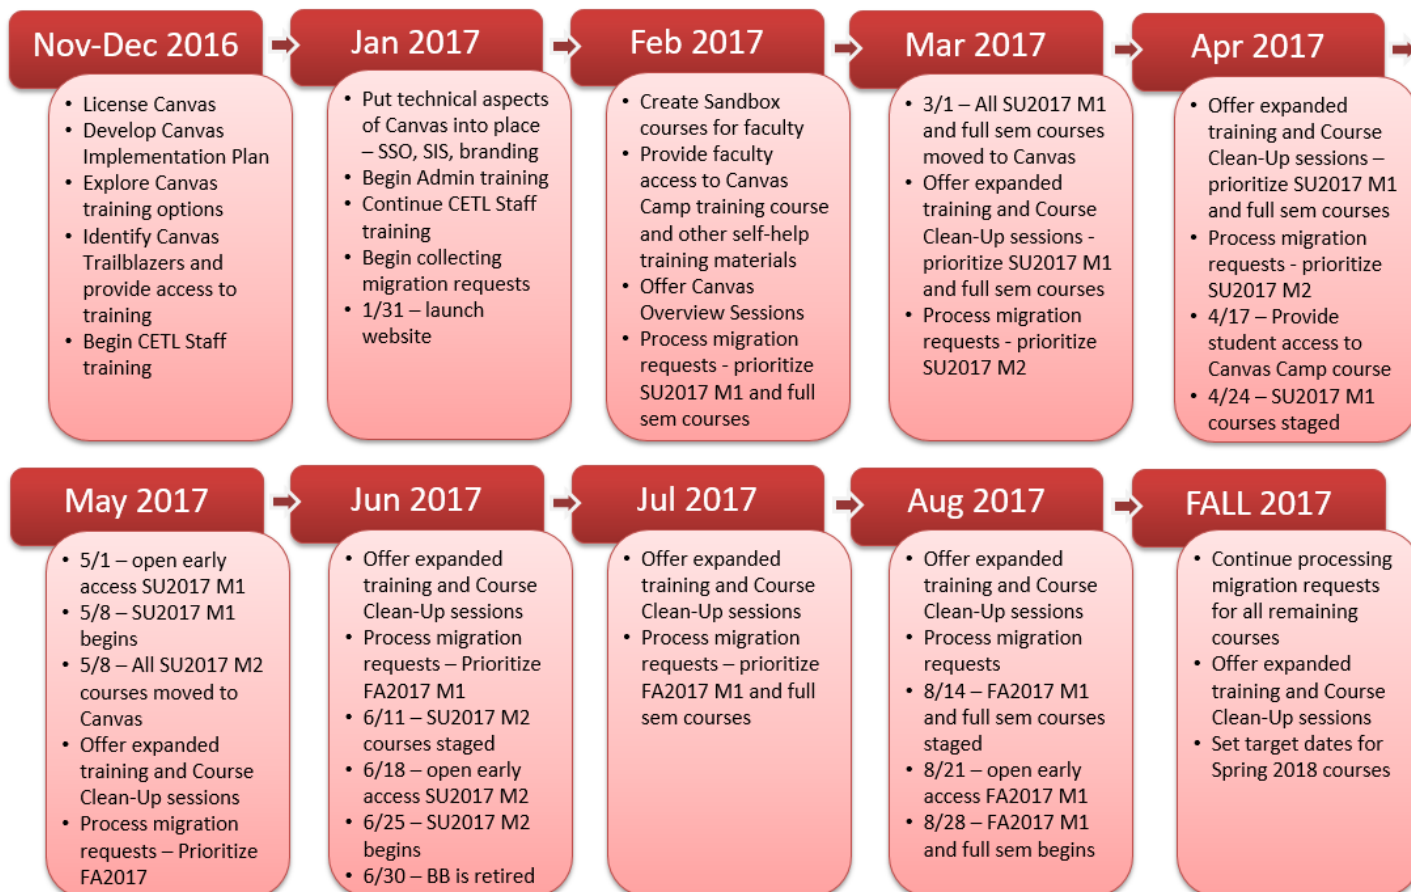 Nov-Dec 2016
• License Canvas
• Develop Canvas
Implementation Plan
• Explore Canvas
training options
• Identify Canvas
Trailblazers and
provide access to
training
• Begin CETL Staff
training
Jan 2017
• Put technical aspects
of Canvas into place
– SSO, SIS, branding
• Begin Admin training
• Continue CETL Staff
training
• Begin collecting
migration requests
• 1/31 – launch
website
Feb 2017
• Create Sandbox
courses for faculty
• Provide faculty
access to Canvas
Camp training course
and other self-help
training materials
• Offer Canvas
Overview Sessions
• Process migration
requests - prioritize
SU2017 M1 and full
sem courses
Mar 2017
• 3/1 – All SU2017 M1
and full sem courses
moved to Canvas
• Offer expanded
training and Course
Clean-Up sessions -
prioritize SU2017 M1
and full sem courses
• Process migration
requests - prioritize
SU2017 M2
Apr 2017
• Offer expanded
training and Course
Clean-Up sessions –
prioritize SU2017 M1
and full sem courses
• Process migration
requests - prioritize
SU2017 M2
• 4/17 – Provide
student access to
Canvas Camp course
• 4/24 – SU2017 M1
courses staged
May 2017
• 5/1 – open early
access SU2017 M1
• 5/8 – SU2017 M1
begins
• 5/8 – All SU2017 M2
courses moved to
Canvas
• Offer expanded
training and Course
Clean-Up sessions
• Process migration
requests – Prioritize
FA2017
Jun 2017
• Offer expanded
training and Course
Clean-Up sessions
• Process migration
requests – Prioritize
FA2017 M1
• 6/11 – SU2017 M2
courses staged
• 6/18 – open early
access SU2017 M2
• 6/25 – SU2017 M2
begins
• 6/30 – BB is retired
Jul 2017
• Offer expanded
training and Course
Clean-Up sessions
• Process migration
requests – prioritize
FA2017 M1 and full
sem courses
Aug 2017
• Offer expanded
training and Course
Clean-Up sessions
• Process migration
requests
• 8/14 – FA2017 M1
and full sem courses
staged
• 8/21 – open early
access FA2017 M1
• 8/28 – FA2017 M1
and full sem begins
FALL 2017
• Continue processing
migration requests
for all remaining
courses
• Offer expanded
training and Course
Clean-Up sessions
• Set target dates for
Spring 2018 courses